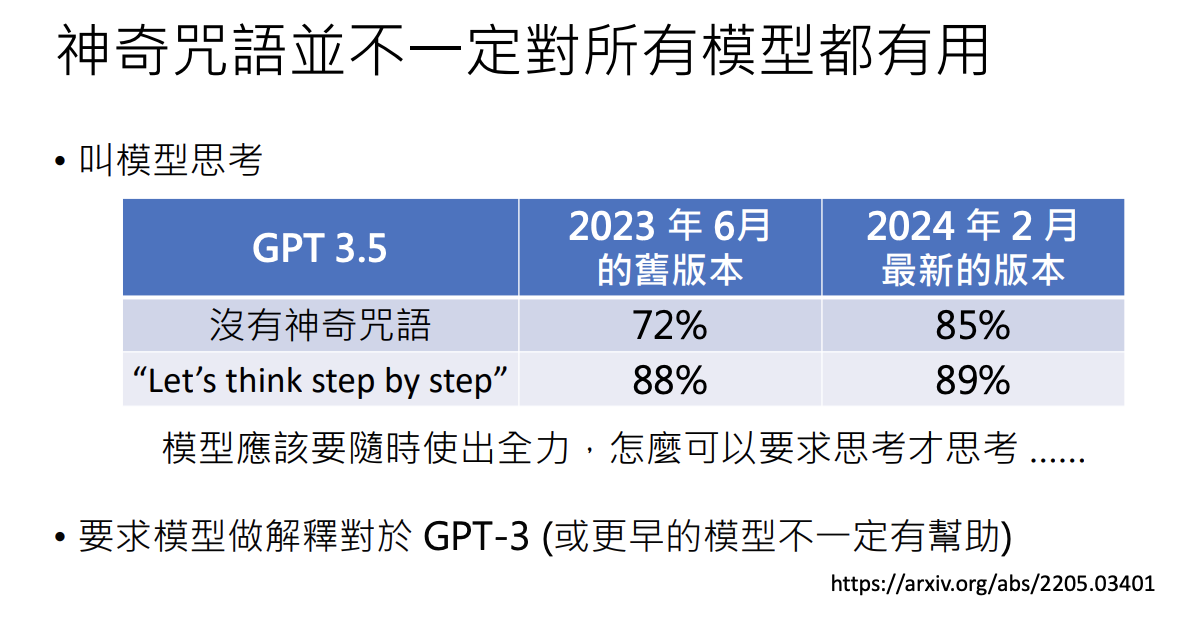 神奇咒語並不一定對所有模型都有用
• 叫模型思考
GPT 3.5
2023 年 6月
的舊版本
2024 年 2 月
最新的版本
沒有神奇咒語 72% 85%
“Let’s think step by step” 88% 89%
模型應該要隨時使出全力，怎麼可以要求思考才思考 ......
• 要求模型做解釋對於 GPT-3 (或更早的模型不一定有幫助)
https://arxiv.org/abs/2205.03401